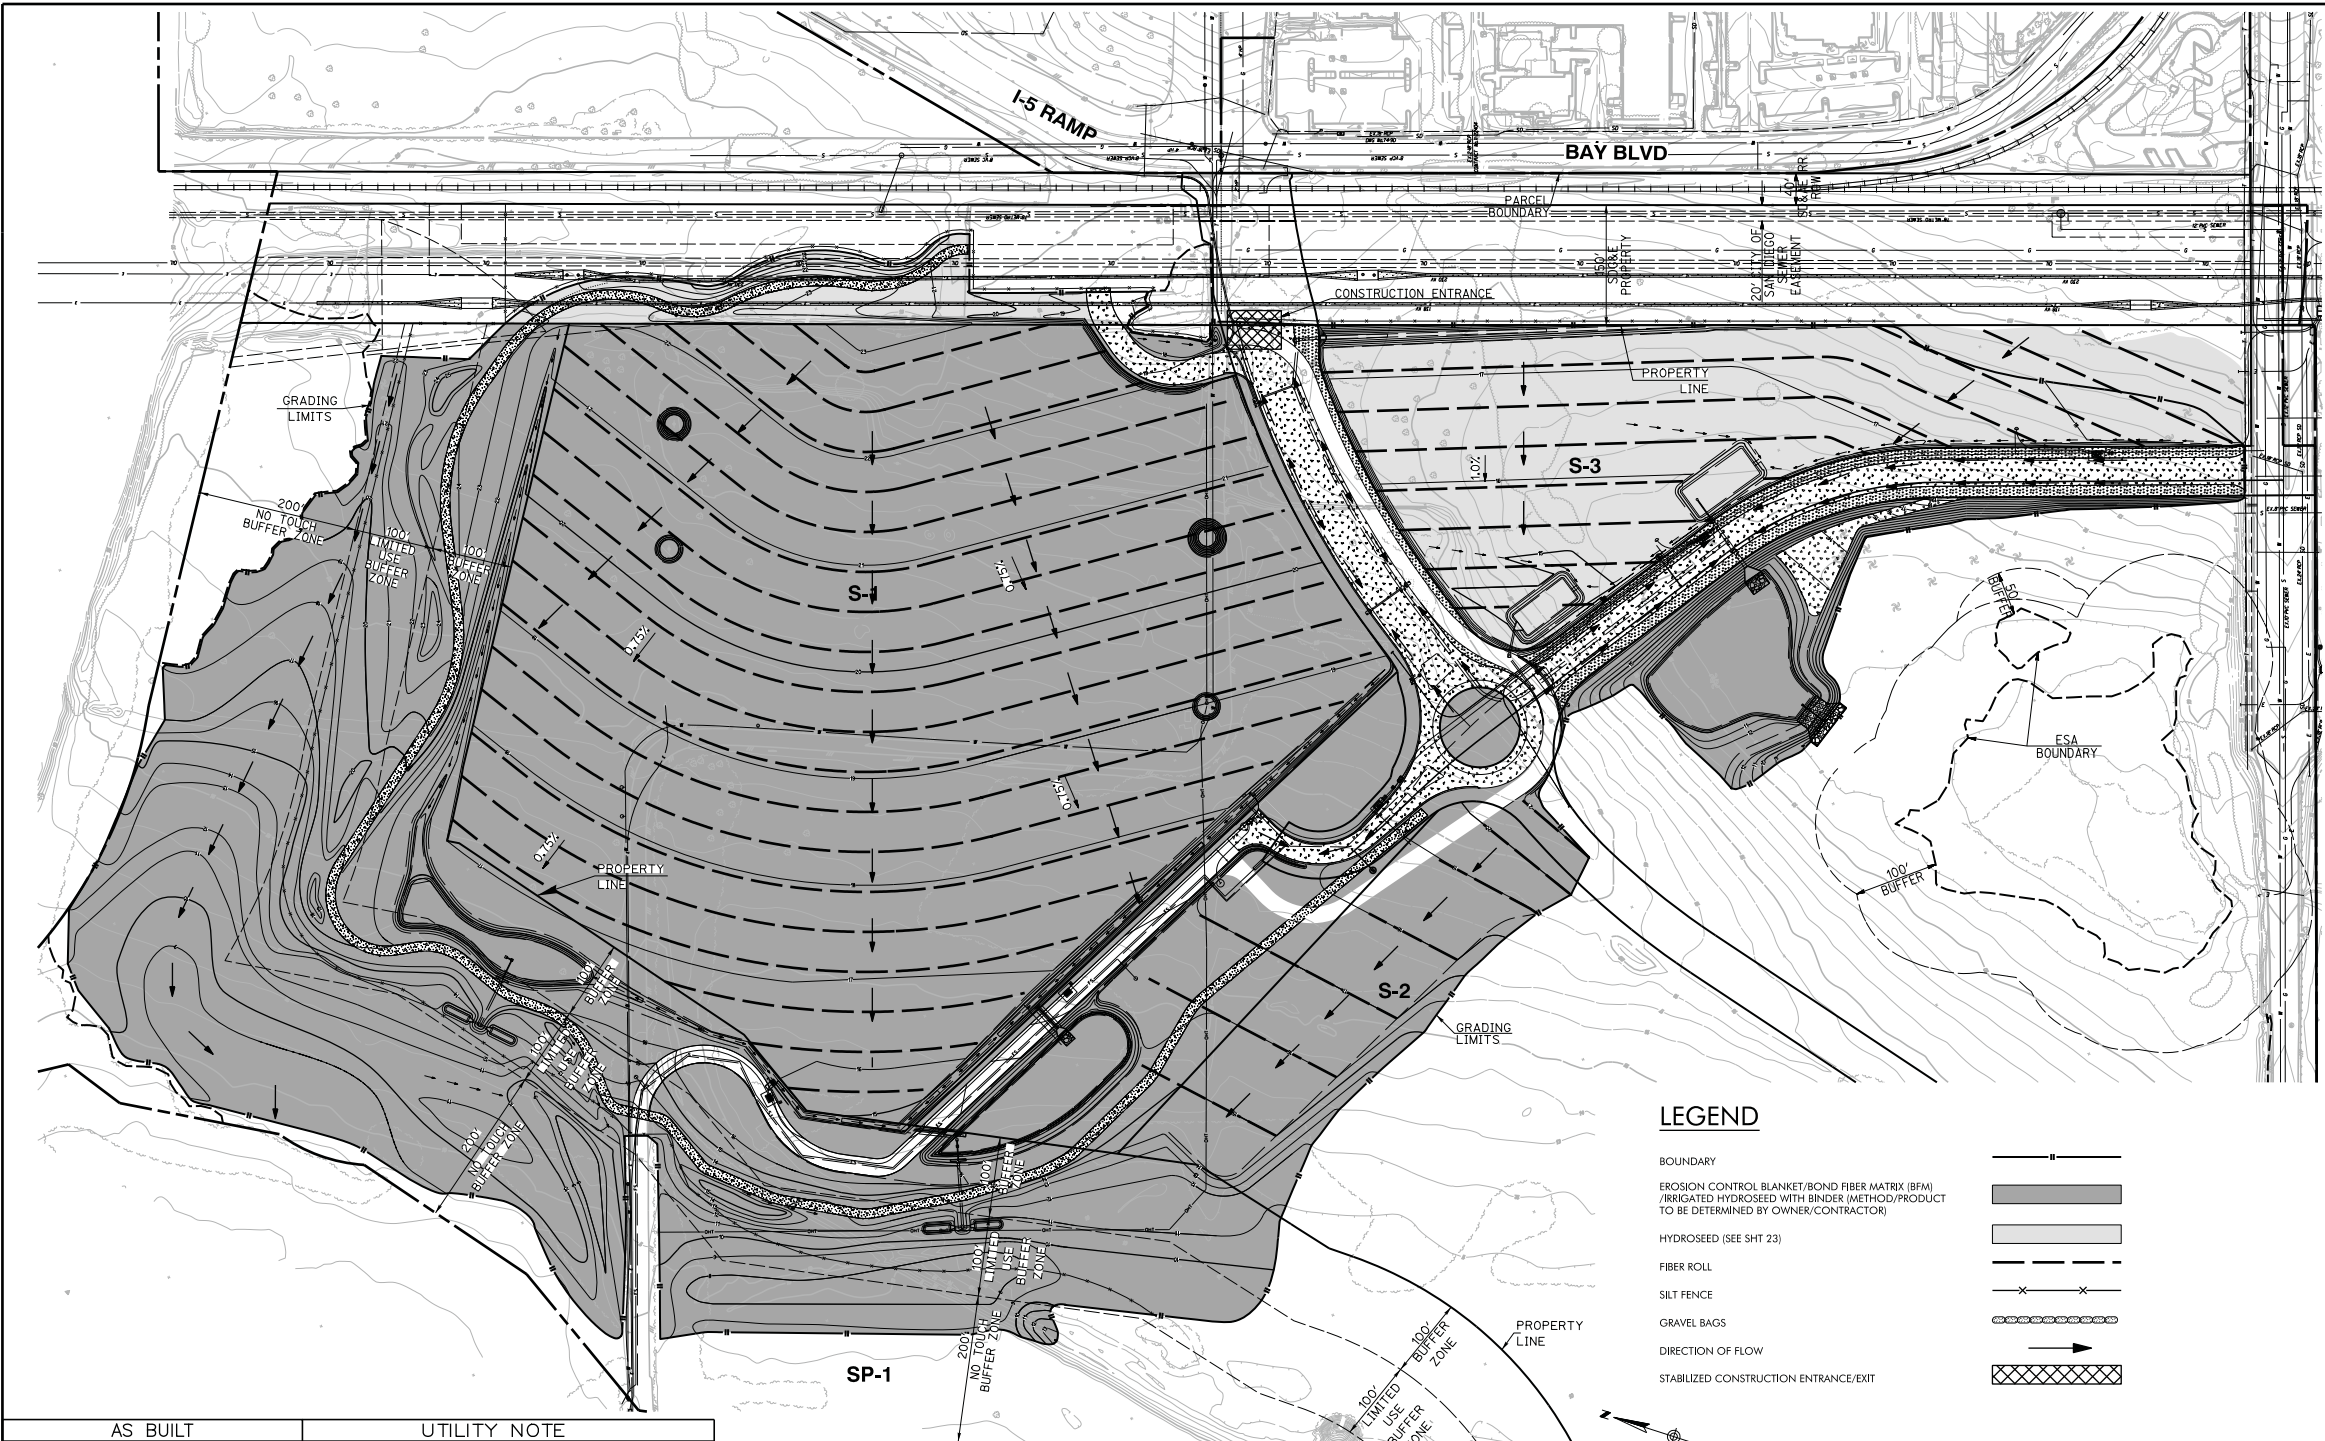 I-5 RAMP
BAY BLVD
PARCEL
BOUNDARY
40'
SD&AE RR
ROW
150'
SDG&E
PROPERTY
20' CITY OF
SAN DIEGO
SEWER
EASEMENT
CONSTRUCTION ENTRANCE
PROPERTY
LINE
GRADING
LIMITS
S-3
1.0%
200'
NO TOUCH
BUFFER ZONE
100'
LIMITED
USE
BUFFER
ZONE
100'
BUFFER
ZONE
S-1
0.75%
0.75%
0.75%
0.75%
50'
BUFFER
ESA
BOUNDARY
100'
BUFFER
PROPERTY
LINE
100'
BUFFER
ZONE
S-2
GRADING
LIMITS
100'
LIMITED
USE
BUFFER
ZONE
200'
NO TOUCH
BUFFER ZONE
100'
BUFFER
ZONE
100'
LIMITED
USE
BUFFER
ZONE
200'
NO TOUCH
BUFFER ZONE
SP-1
100'
BUFFER
ZONE
PROPERTY
LINE
100'
LIMITED
USE
BUFFER
ZONE
LEGEND
BOUNDARY
EROSION CONTROL BLANKET/BOND FIBER MATRIX (BFM)
/IRRIGATED HYDROSEED WITH BINDER (METHOD/PRODUCT
TO BE DETERMINED BY OWNER/CONTRACTOR)
HYDROSEED (SEE SHT 23)
FIBER ROLL
SILT FENCE
GRAVEL BAGS
DIRECTION OF FLOW
STABILIZED CONSTRUCTION ENTRANCE/EXIT
Z
AS BUILT
UTILITY NOTE